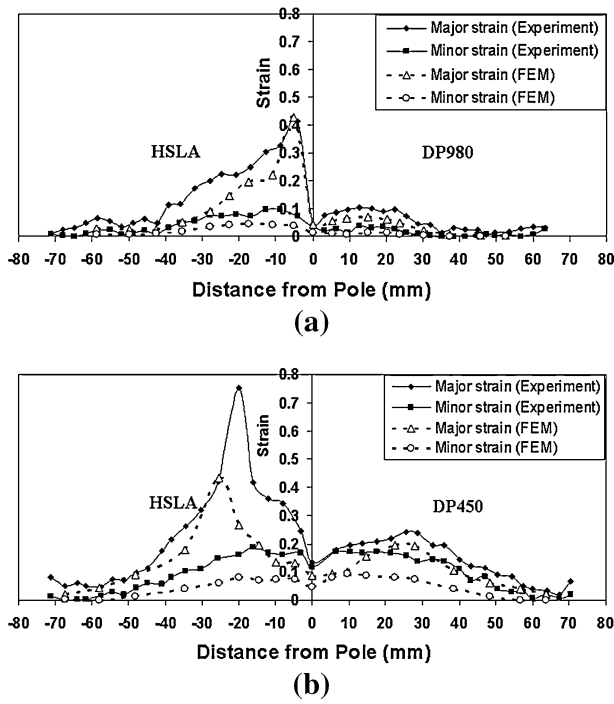 0.8
0.7
0.6
0.5
0.4
0.3
0.2
0.1
0
Strain
Major strain (Experiment)
Minor strain (Experiment)
Major strain (FEM)
Minor strain (FEM)
HSLA
DP980
-80 -70 -60 -50 -40 -30 -20 -10 0 10 20 30 40 50 60 70 80
Distance from Pole (mm)
(a)
0.8
0.7
0.6
0.5
0.4
0.3
0.2
0.1
0
Strain
Major strain (Experiment)
Minor strain (Experiment)
Major strain (FEM)
Minor strain (FEM)
HSLA
DP450
-80 -70 -60 -50 -40 -30 -20 -10 0 10 20 30 40 50 60 70 80
Distance from Pole (mm)
(b)